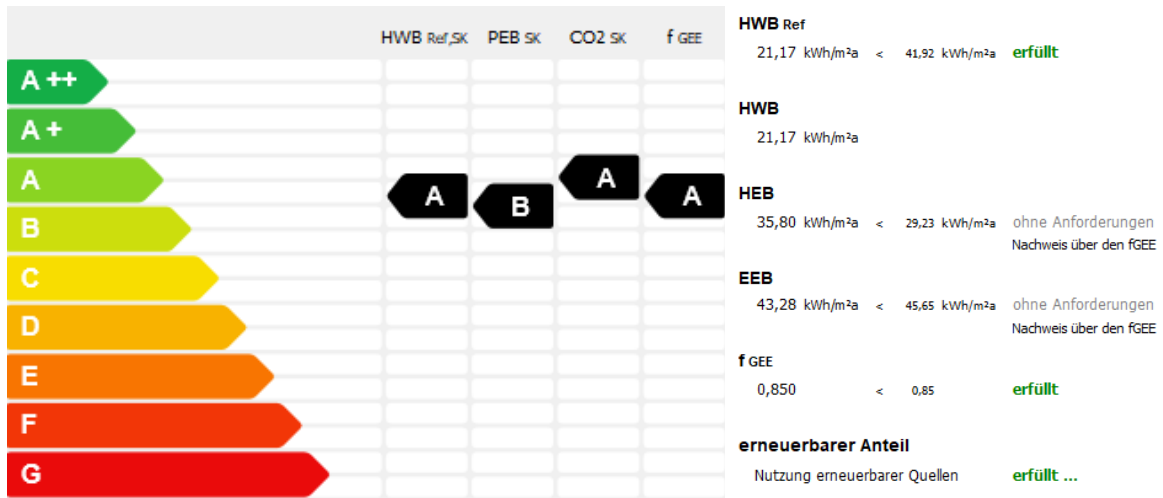 HWB Ref,SK PEB SK CO2 SK f GEE
A ++
A +
A
B
C
D
E
F
G
A B A A
HWB Ref
21,17 kWh/m²a < 41,92 kWh/m²a erfüllt
HWB
21,17 kWh/m²a
HEB
35,80 kWh/m²a < 29,23 kWh/m²a ohne Anforderungen
Nachweis über den fGEE
EEB
43,28 kWh/m²a < 45,65 kWh/m²a ohne Anforderungen
Nachweis über den fGEE
f GEE
0,850 < 0,85 erfüllt
erneuerbarer Anteil
Nutzung erneuerbarer Quellen erfüllt ...